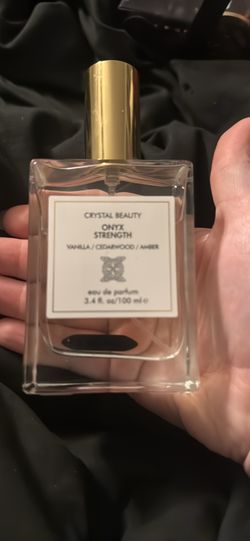 CRYSTAL BEAUTY
ONYX
STRENGTH
VANILLA / CEDARWOOD / AMBER
eau de parfum
3.4 fl. oz/100 ml ℮